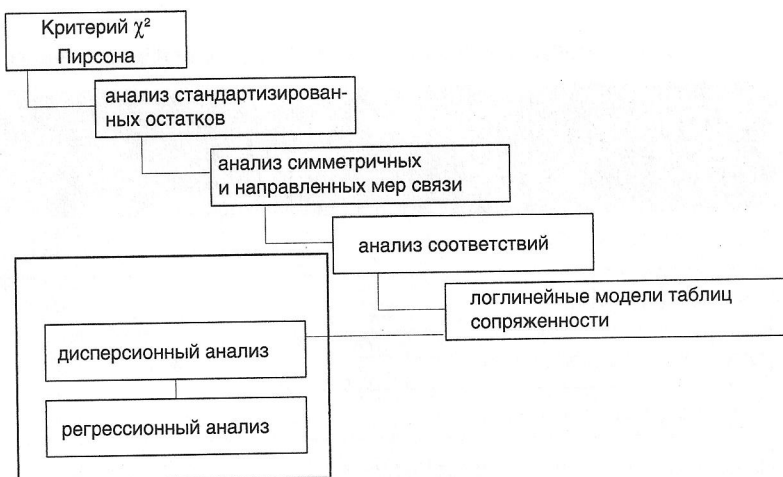 Критерий χ²
Пирсона
анализ стандартизирован-
ных остатков
анализ симметричных
и направленных мер связи
анализ соответствий
логлинейные модели таблиц
сопряженности
дисперсионный анализ
регрессионный анализ